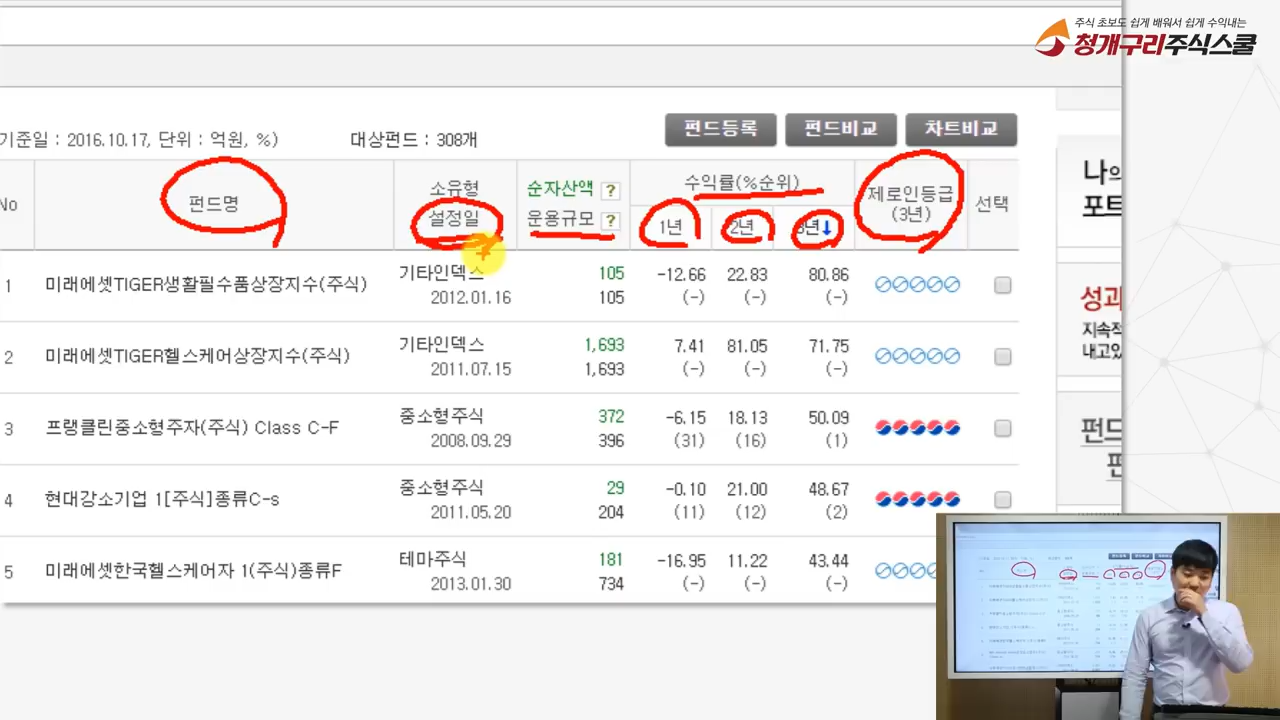 주식 초보도 쉽게 배워서 쉽게 수익내는
청개구리주식스쿨
기준일 : 2016.10.17, 단위 : 억원, %) 대상펀드 : 308개
펀드등록 펀드비교 차트비교
No 펀드명 소유형 설정일 순자산액 ? 운용규모 ? 수익률(%순위) 1년 2년 3년↓ 제로인등급 (3년) 선택
1 미래에셋TIGER생활필수품상장지수(주식) 기타인덱스 105 -12.66 22.83 80.86
2012.01.16 105 (-) (-) (-)
2 미래에셋TIGER헬스케어상장지수(주식) 기타인덱스 1,693 7.41 81.05 71.75
2011.07.15 1,693 (-) (-) (-)
3 프랭클린중소형주자(주식) Class C-F 중소형주식 372 -6.15 18.13 50.09
2008.09.29 396 (31) (16) (1)
4 현대강소기업 1[주식]종류C-s 중소형주식 29 -0.10 21.00 48.67
2011.05.20 204 (11) (12) (2)
5 미래에셋한국헬스케어자 1(주식)종류F 테마주식 181 -16.95 11.22 43.44
2013.01.30 734 (-) (-) (-)
나의
포트
성과
지속적
내고있
펀드
펀